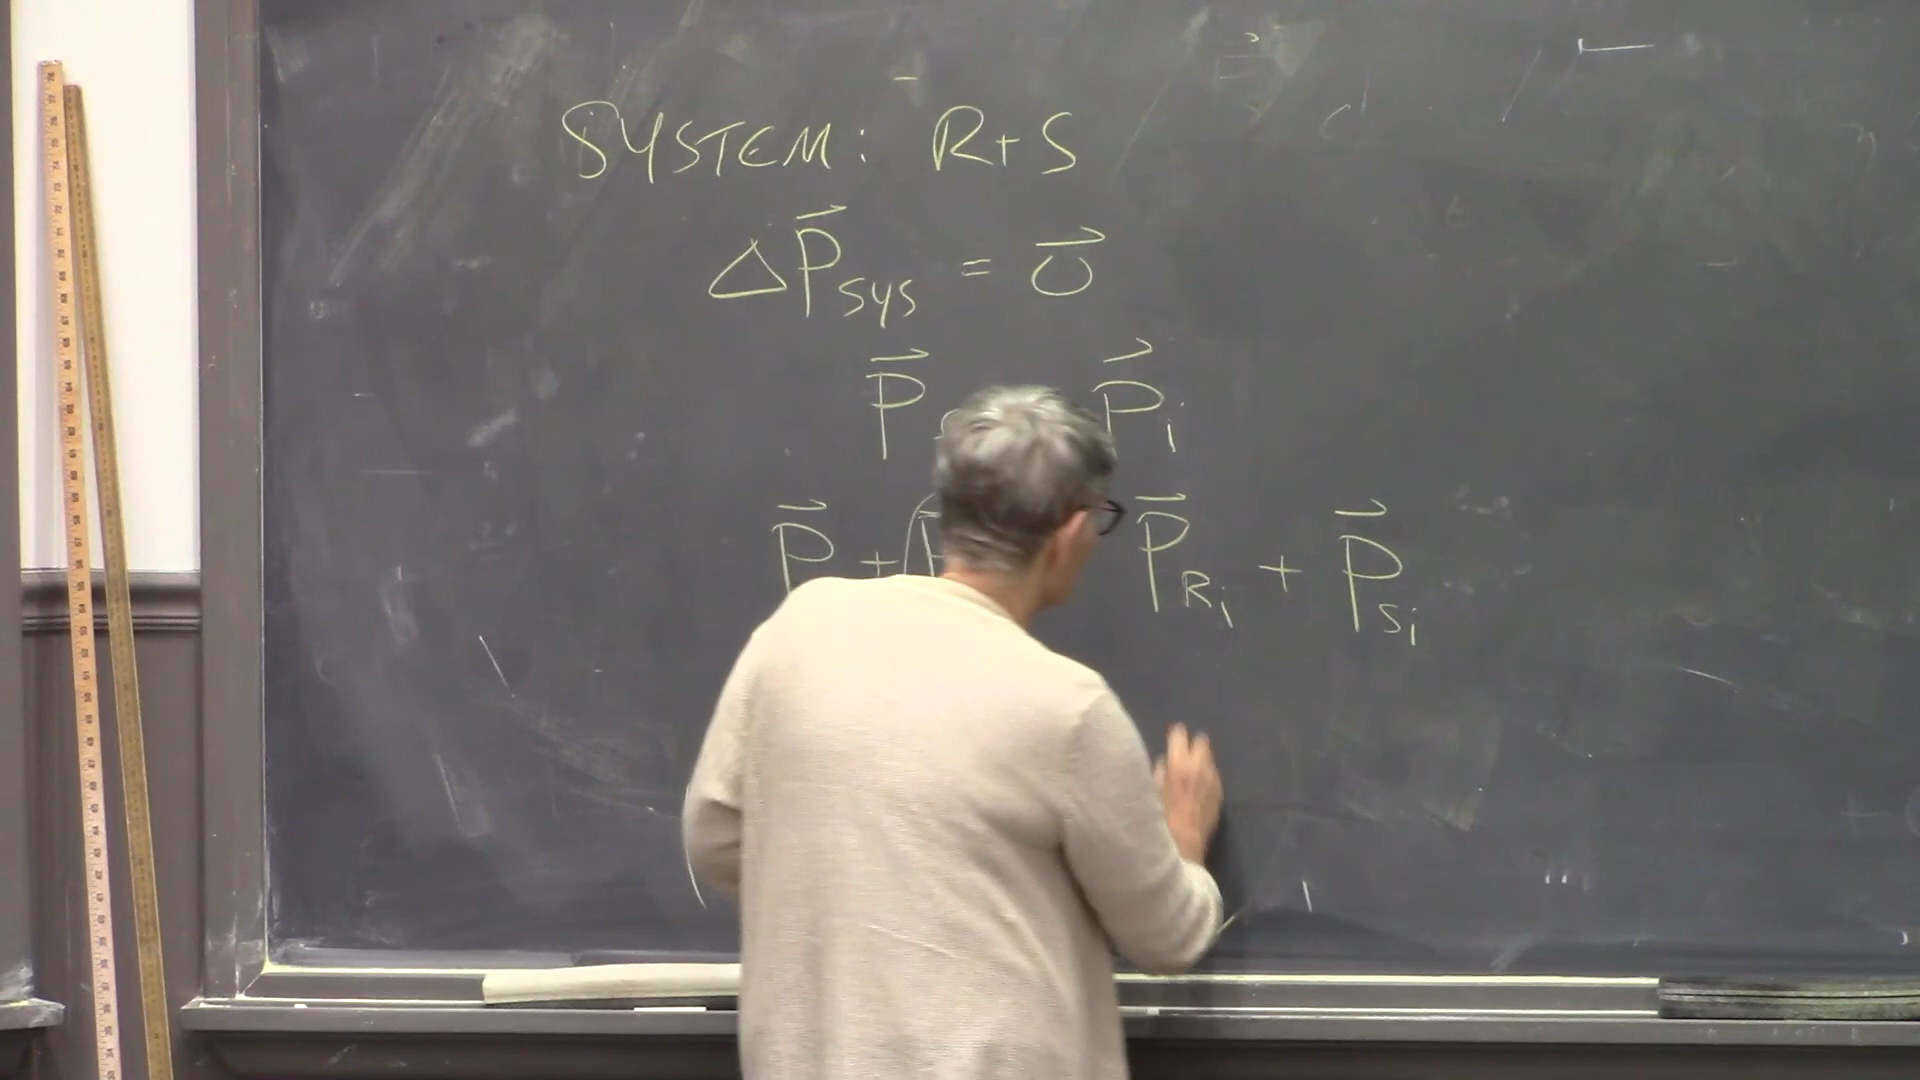 SYSTEM: R+S
ΔP⃗sys = 0⃗
P⃗ P⃗i
P⃗ + P⃗Ri + P⃗Si